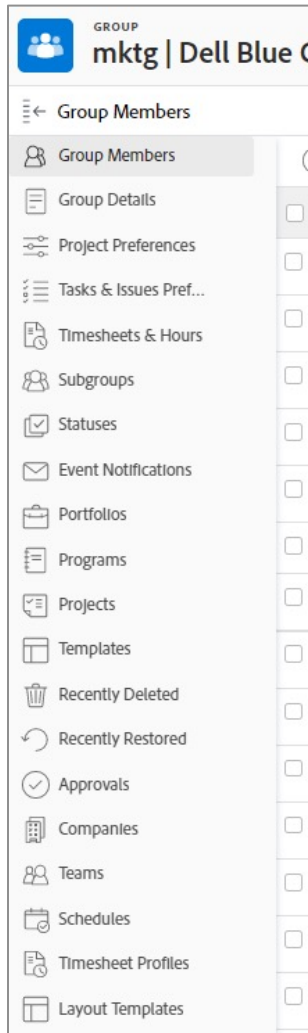 GROUP
mktg | Dell Blue
Group Members
Group Members
Group Details
Project Preferences
Tasks & Issues Pref...
Timesheets & Hours
Subgroups
Statuses
Event Notifications
Portfolios
Programs
Projects
Templates
Recently Deleted
Recently Restored
Approvals
Companies
Teams
Schedules
Timesheet Profiles
Layout Templates